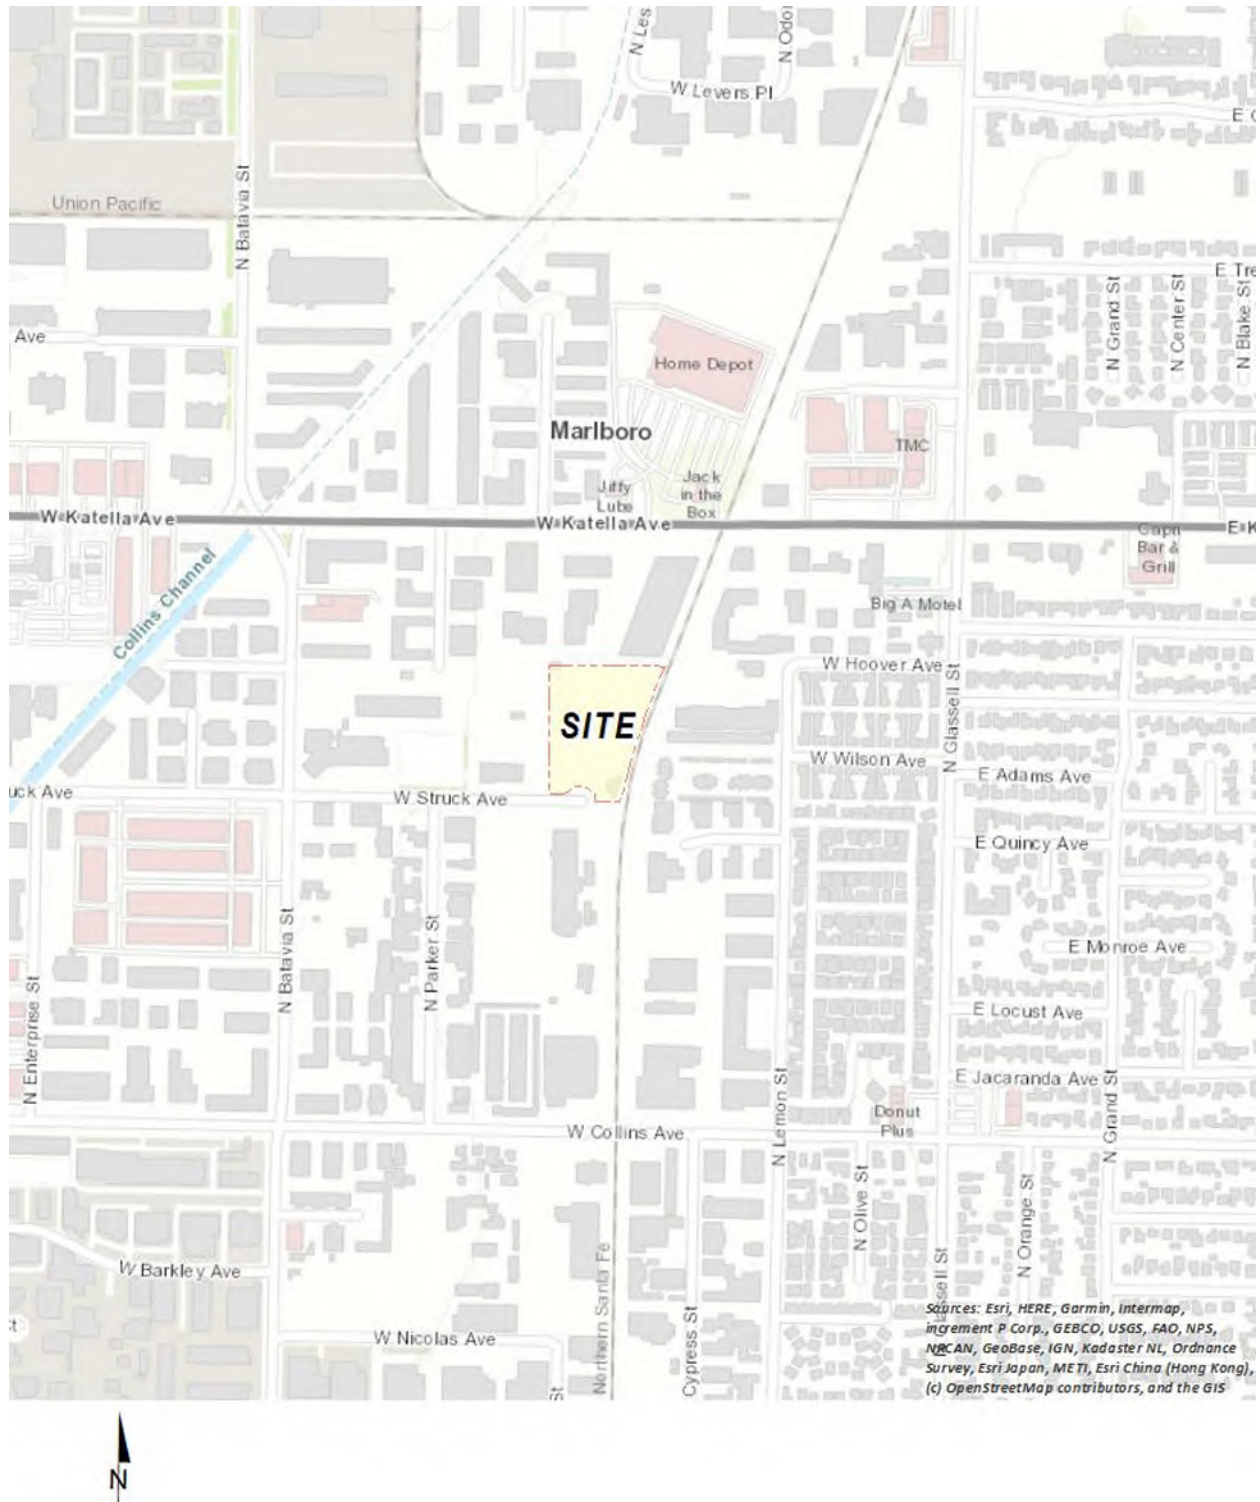 N Les
N Odo
W Levers Pl
E
Union Pacific
N Batavia St
E Tre
N Grand St
N Center St
N Blake St
Ave
Home Depot
Marlboro
TMC
Jack
in the
Box
Jiffy
Lube
W Katella Ave
W Katella Ave
E K
Capri
Bar &
Grill
Collins Channel
Big A Motel
W Hoover Ave
N Glassell St
SITE
W Wilson Ave
E Adams Ave
uck Ave
W Struck Ave
E Quincy Ave
N Batavia St
N Parker St
E Monroe Ave
N Enterprise St
E Locust Ave
E Jacaranda Ave
N Lemon St
Donut
Plus
W Collins Ave
N Grand St
N Olive St
N Orange St
Northern Santa Fe
W Barkley Ave
W Nicolas Ave
Cypress St
St
st
Sources: Esri, HERE, Garmin, Intermap,
increment P Corp., GEBCO, USGS, FAO, NPS,
NRCAN, GeoBase, IGN, Kadaster NL, Ordnance
Survey, Esri Japan, METI, Esri China (Hong Kong),
(c) OpenStreetMap contributors, and the GIS
N